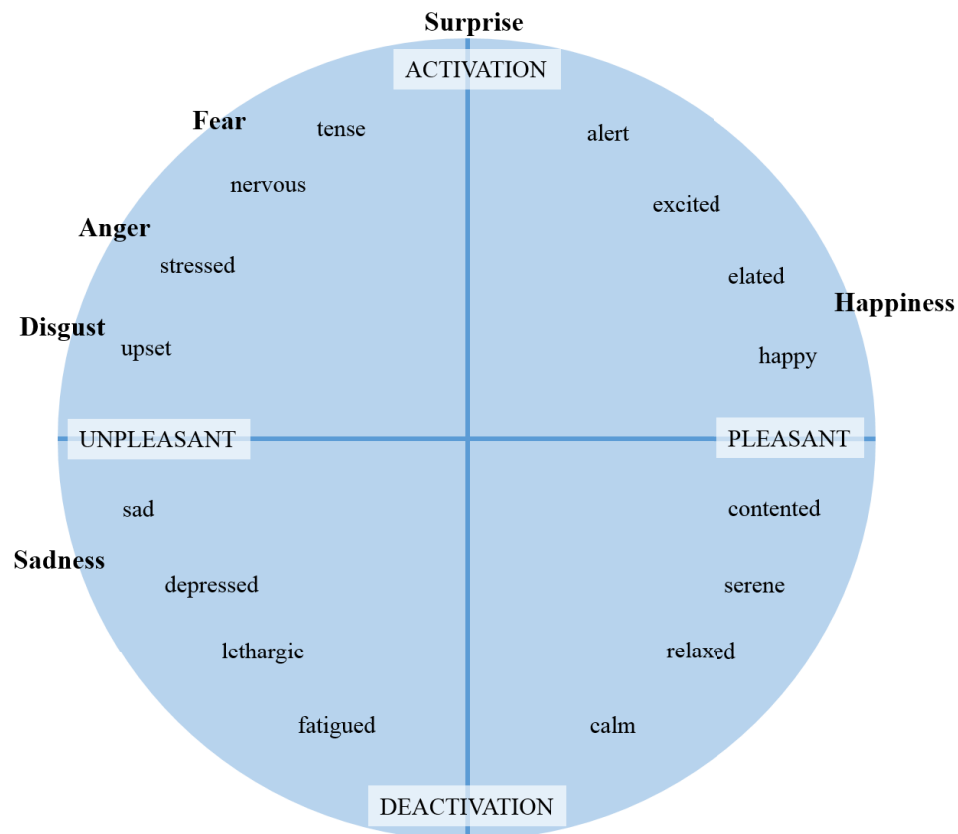 Surprise
ACTIVATION
Fear
tense
alert
nervous
excited
Anger
stressed
elated
Happiness
Disgust
upset
happy
UNPLEASANT
PLEASANT
sad
contented
Sadness
depressed
serene
lethargic
relaxed
fatigued
calm
DEACTIVATION